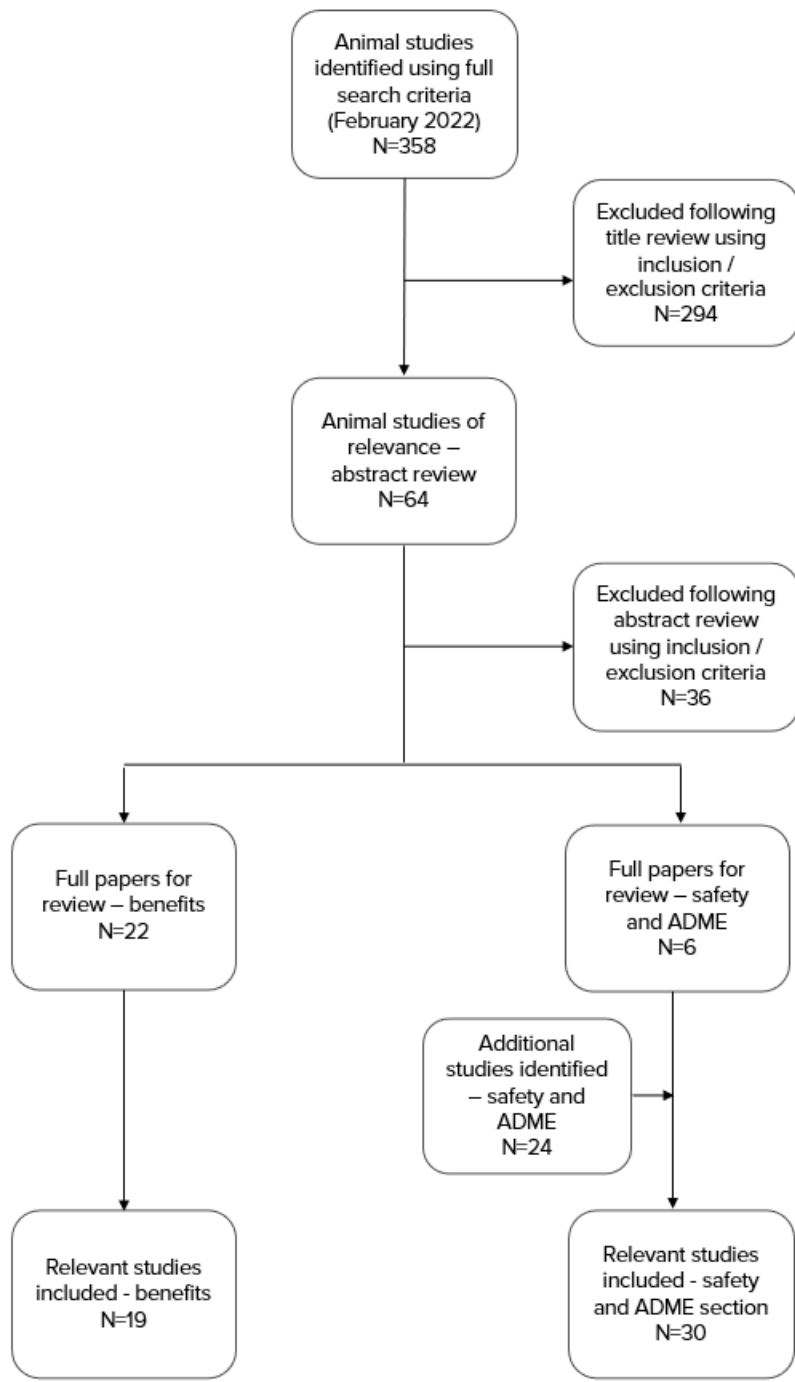 Animal studies
identified using full
search criteria
(February 2022)
N=358
Excluded following
title review using
inclusion /
exclusion criteria
N=294
Animal studies of
relevance –
abstract review
N=64
Excluded following
abstract review
using inclusion /
exclusion criteria
N=36
Full papers for
review – benefits
N=22
Full papers for
review – safety
and ADME
N=6
Additional
studies identified
– safety and
ADME
N=24
Relevant studies
included - benefits
N=19
Relevant studies
included - safety
and ADME section
N=30